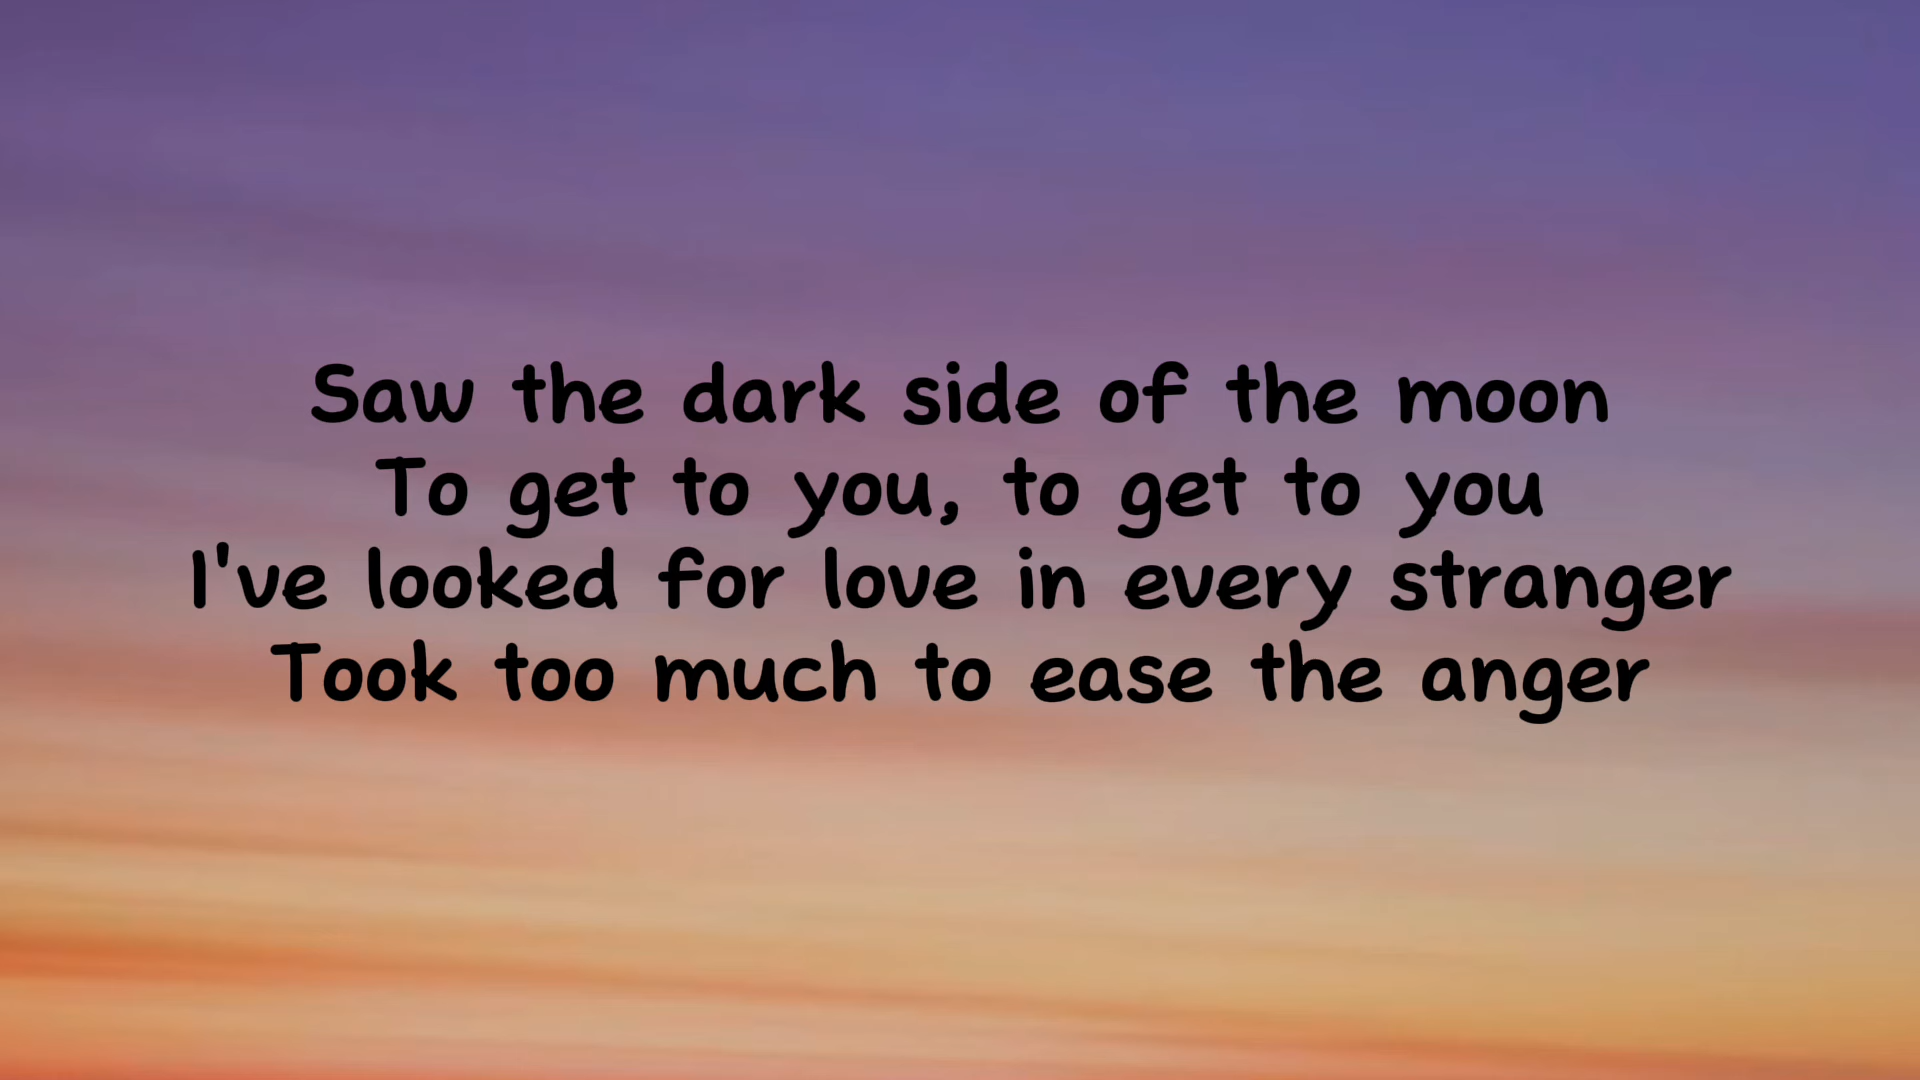 Saw the dark side of the moon
To get to you, to get to you
I've looked for love in every stranger
Took too much to ease the anger